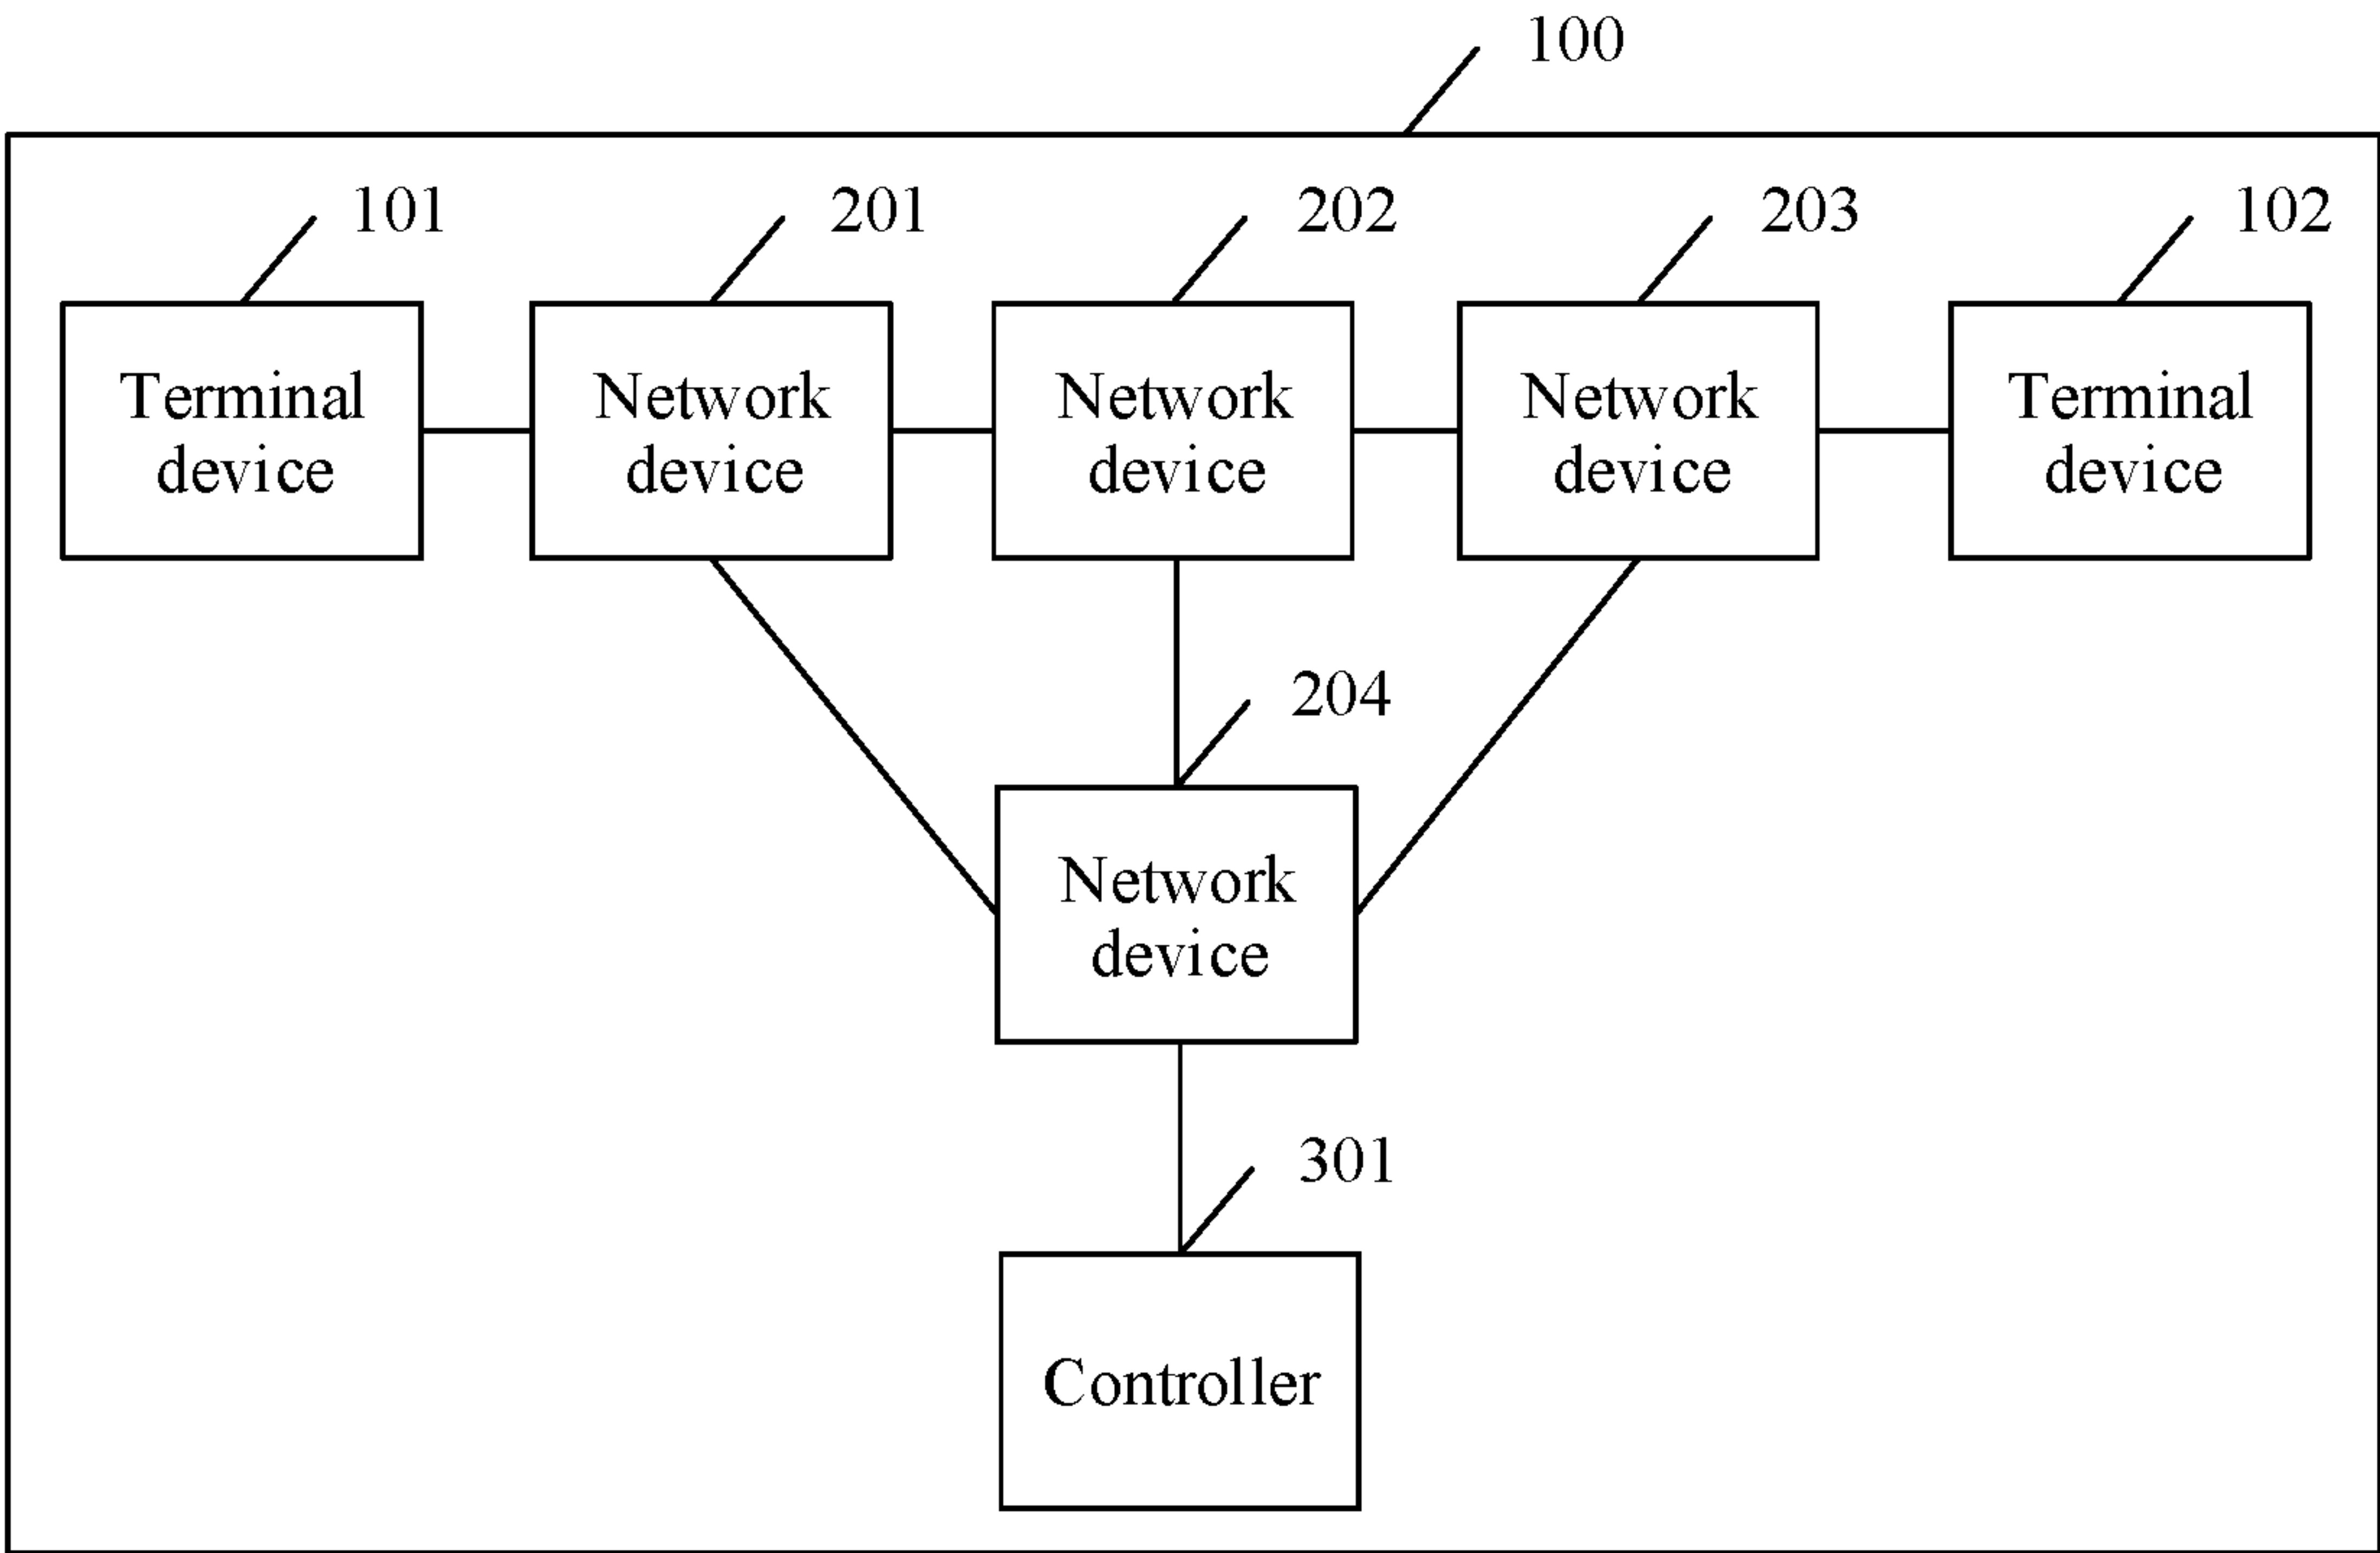 100
101
201
202
203
102
Terminal
device
Network
device
Network
device
Network
device
Terminal
device
204
Network
device
301
Controller